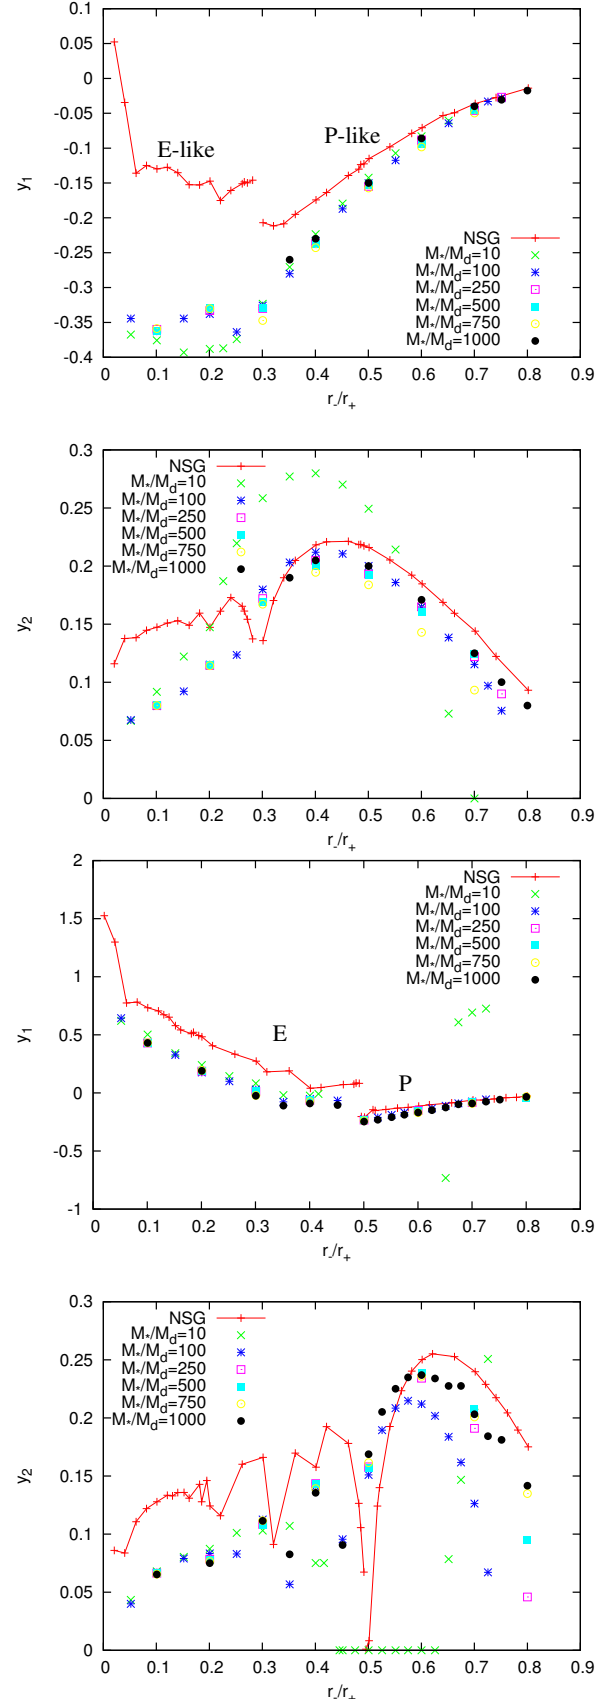 0.1
0.05
0
-0.05
-0.1
-0.15
-0.2
-0.25
-0.3
-0.35
-0.4
y1
E-like
P-like
NSG
M*/Md=10
M*/Md=100
M*/Md=250
M*/Md=500
M*/Md=750
M*/Md=1000
0 0.1 0.2 0.3 0.4 0.5 0.6 0.7 0.8 0.9
r-/r+
0.3
0.25
0.2
0.15
0.1
0.05
0
y2
NSG
M*/Md=10
M*/Md=100
M*/Md=250
M*/Md=500
M*/Md=750
M*/Md=1000
0 0.1 0.2 0.3 0.4 0.5 0.6 0.7 0.8 0.9
r-/r+
2
1.5
1
0.5
0
-0.5
-1
y1
NSG
M*/Md=10
M*/Md=100
M*/Md=250
M*/Md=500
M*/Md=750
M*/Md=1000
E
P
0 0.1 0.2 0.3 0.4 0.5 0.6 0.7 0.8 0.9
r-/r+
0.3
0.25
0.2
0.15
0.1
0.05
0
y2
NSG
M*/Md=10
M*/Md=100
M*/Md=250
M*/Md=500
M*/Md=750
M*/Md=1000
0 0.1 0.2 0.3 0.4 0.5 0.6 0.7 0.8 0.9
r-/r+